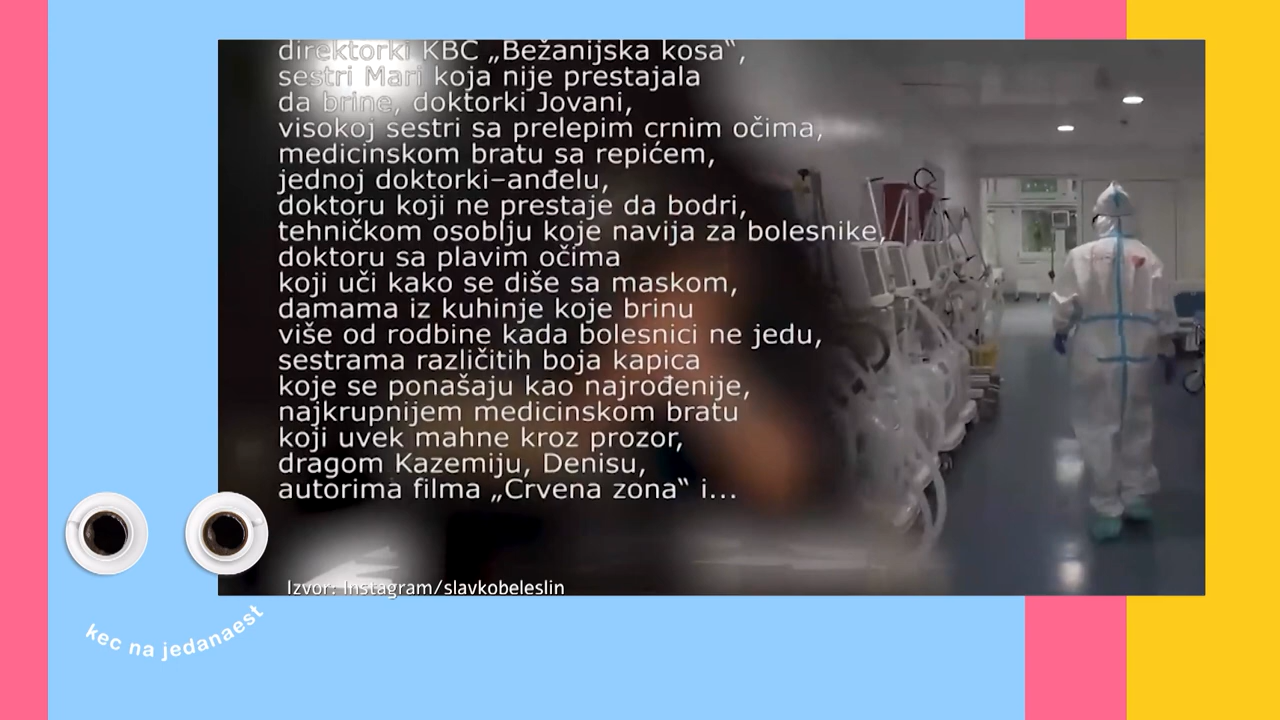 direktorki KBC „Bežanijska kosa“,
sestri Mari koja nije prestajala
da brine, doktorki Jovani,
visokoj sestri sa prelepim crnim očima,
medicinskom bratu sa repićem,
jednoj doktorki–anđelu,
doktoru koji ne prestaje da bodri,
tehničkom osoblju koje navija za bolesnike,
doktoru sa plavim očima
koji uči kako se diše sa maskom,
damama iz kuhinje koje brinu
više od rodbine kada bolesnici ne jedu,
sestrama različitih boja kapica
koje se ponašaju kao najrođenije,
najkrupnijem medicinskom bratu
koji uvek mahne kroz prozor,
dragom Kazemiju, Denisu,
autorima filma „Crvena zona“ i...
Izvor: Instagram/slavkobeleslin
kec na jedanaest